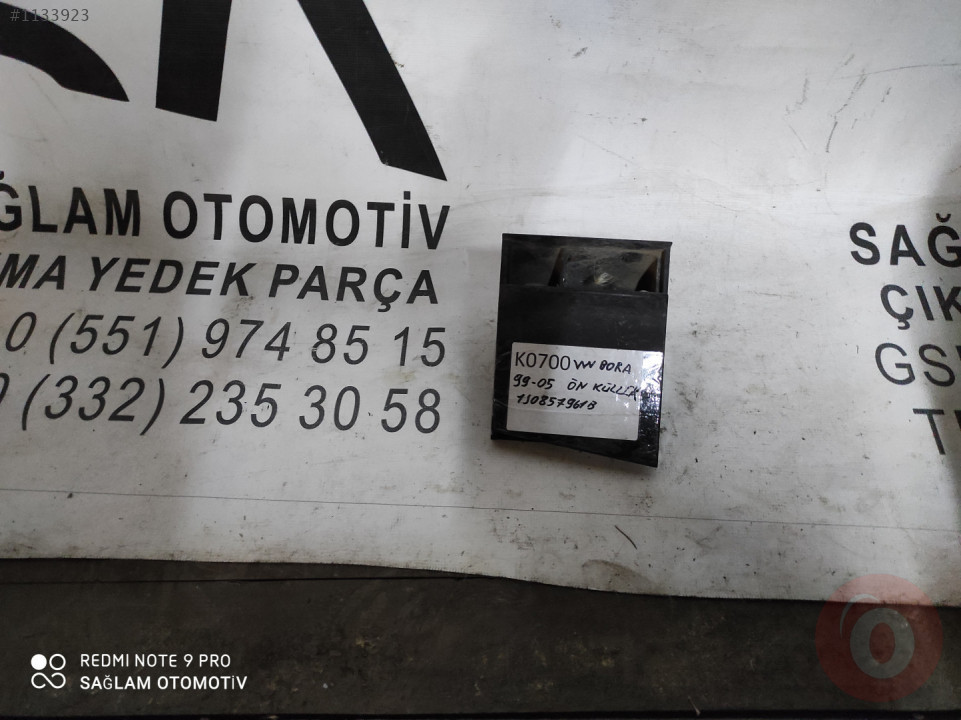 #1133923
ĞLAM OTOMOTİV
MA YEDEK PARÇA
0 (551) 974 85 15
(332) 235 30 58
SAĞ
ÇIK
GS
T
K0700 VW BORA
99-05 ÖN KÜLLÜK
1J0857961B
REDMI NOTE 9 PRO
SAĞLAM OTOMOTİV